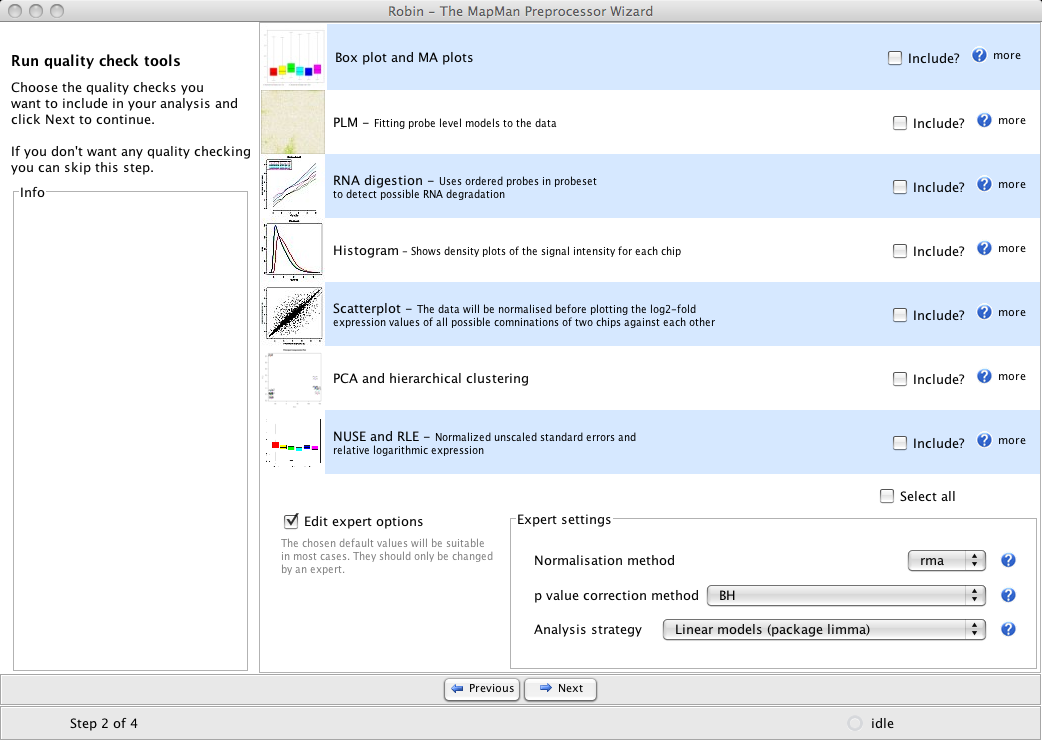 Robin – The MapMan Preprocessor Wizard
Run quality check tools
Choose the quality checks you
want to include in your analysis and
click Next to continue.
If you don't want any quality checking
you can skip this step.
Info
Box plot and MA plots
Include?
more
PLM – Fitting probe level models to the data
Include?
more
RNA digestion – Uses ordered probes in probeset
to detect possible RNA degradation
Include?
more
Histogram – Shows density plots of the signal intensity for each chip
Include?
more
Scatterplot – The data will be normalised before plotting the log2-fold
expression values of all possible comninations of two chips against each other
Include?
more
PCA and hierarchical clustering
Include?
more
NUSE and RLE – Normalized unscaled standard errors and
relative logarithmic expression
Include?
more
Select all
Edit expert options
The chosen default values will be suitable
in most cases. They should only be changed
by an expert.
Expert settings
Normalisation method
rma
p value correction method
BH
Analysis strategy
Linear models (package limma)
Previous
Next
Step 2 of 4
idle